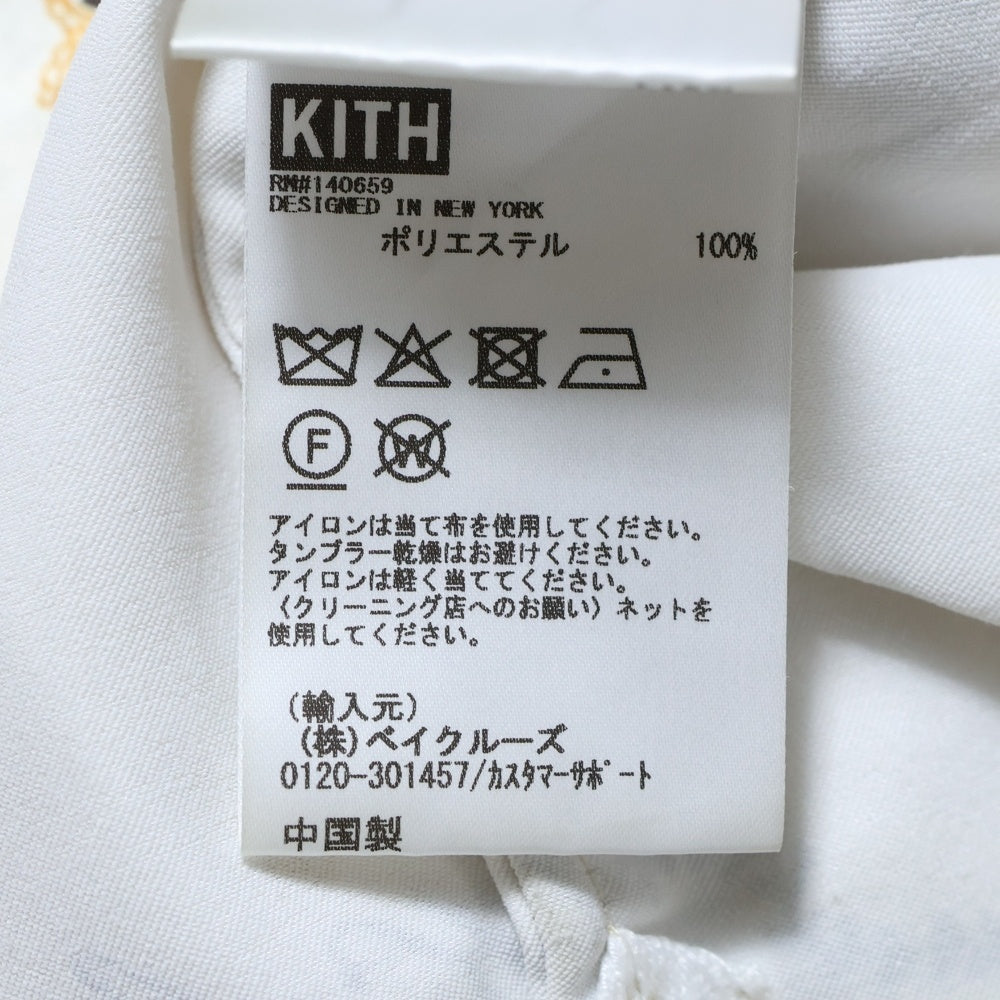 KITH
RM#140659
DESIGNED IN NEW YORK
ポリエステル 100%
F
W
アイロンは当て布を使用してください。
タンブラー乾燥はお避けください。
アイロンは軽く当ててください。
〈クリーニング店へのお願い〉ネットを
使用してください。
(輸入元)
(株)ベイクルーズ
0120-301457/カスタマーサポート
中国製